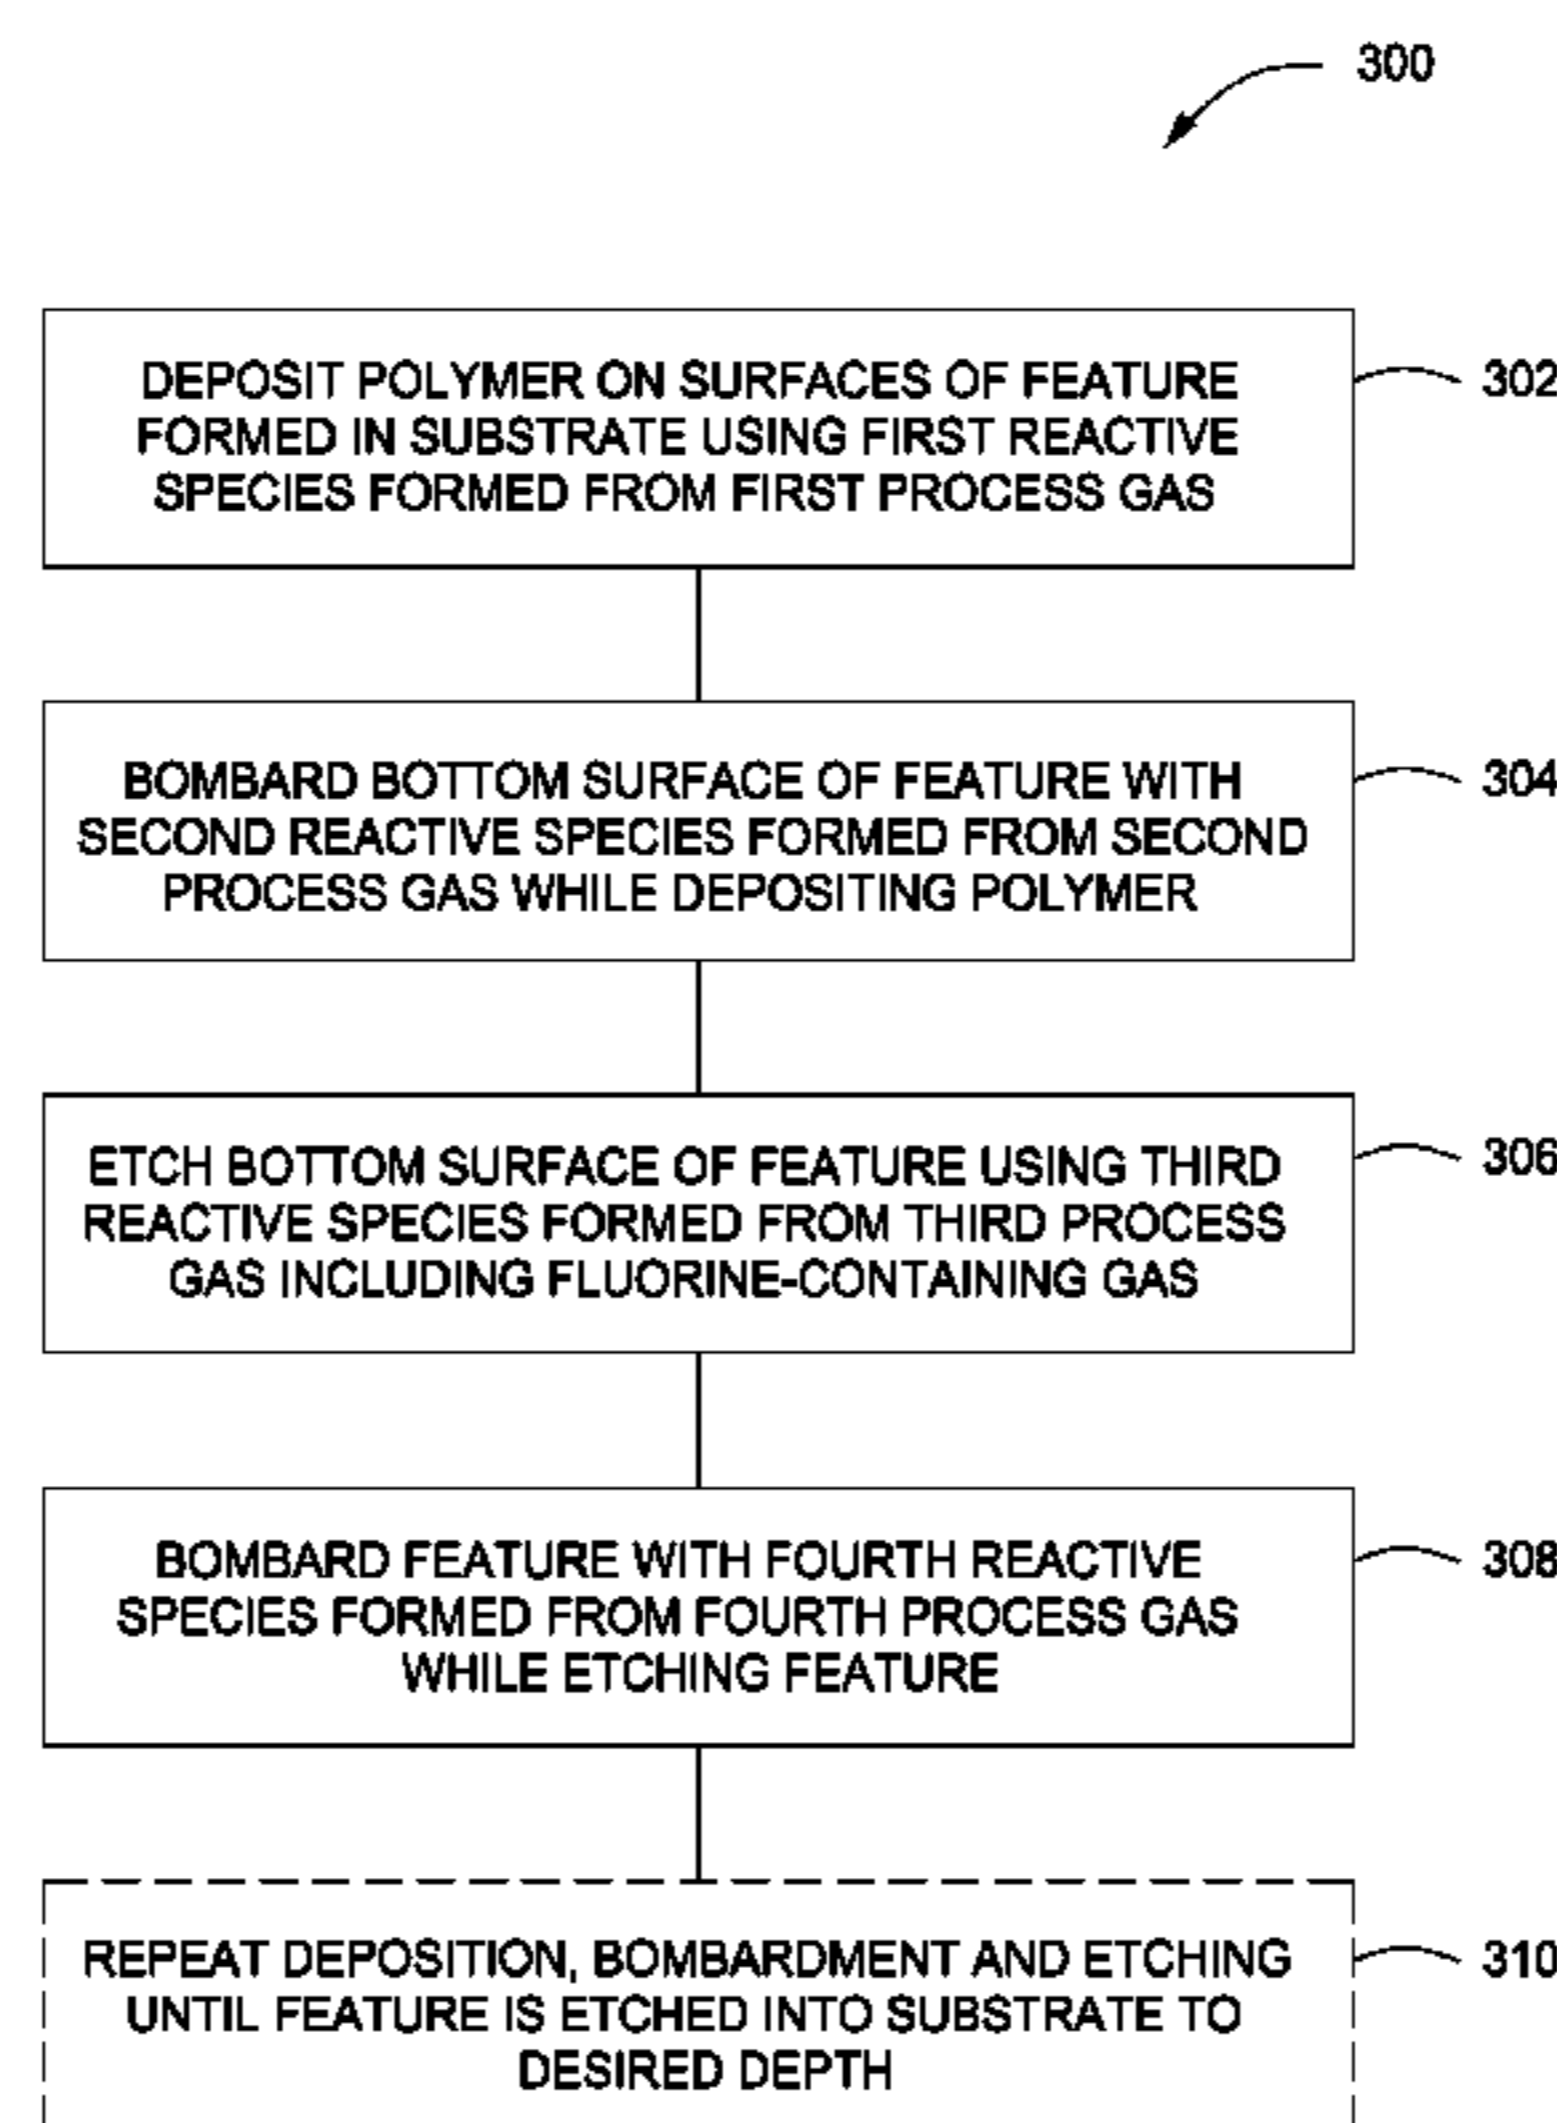 300
DEPOSIT POLYMER ON SURFACES OF FEATURE
FORMED IN SUBSTRATE USING FIRST REACTIVE
SPECIES FORMED FROM FIRST PROCESS GAS
302
BOMBARD BOTTOM SURFACE OF FEATURE WITH
SECOND REACTIVE SPECIES FORMED FROM SECOND
PROCESS GAS WHILE DEPOSITING POLYMER
304
ETCH BOTTOM SURFACE OF FEATURE USING THIRD
REACTIVE SPECIES FORMED FROM THIRD PROCESS
GAS INCLUDING FLUORINE-CONTAINING GAS
306
BOMBARD FEATURE WITH FOURTH REACTIVE
SPECIES FORMED FROM FOURTH PROCESS GAS
WHILE ETCHING FEATURE
308
REPEAT DEPOSITION, BOMBARDMENT AND ETCHING
UNTIL FEATURE IS ETCHED INTO SUBSTRATE TO
DESIRED DEPTH
310